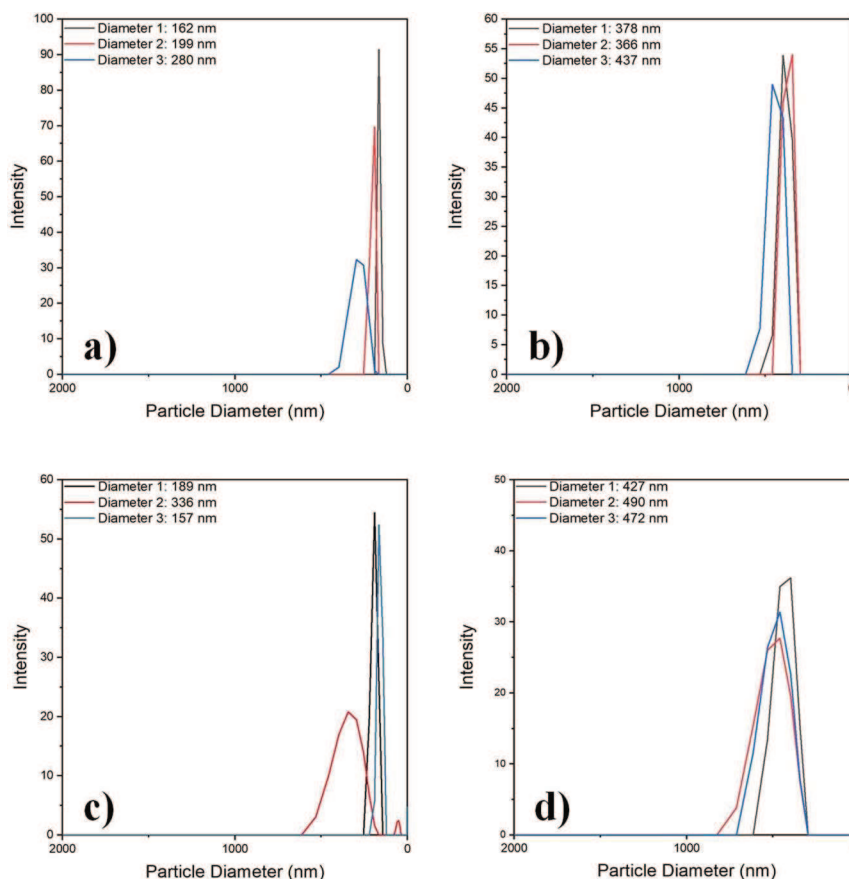 Diameter 1: 162 nm
Diameter 2: 199 nm
Diameter 3: 280 nm
100
90
80
70
60
50
40
30
20
10
0
Intensity
a)
2000 1000 0
Particle Diameter (nm)
Diameter 1: 378 nm
Diameter 2: 366 nm
Diameter 3: 437 nm
60
55
50
45
40
35
30
25
20
15
10
5
0
Intensity
b)
2000 1000 0
Particle Diameter (nm)
Diameter 1: 189 nm
Diameter 2: 336 nm
Diameter 3: 157 nm
60
50
40
30
20
10
0
Intensity
c)
2000 1000 0
Particle Diameter (nm)
Diameter 1: 427 nm
Diameter 2: 490 nm
Diameter 3: 472 nm
50
40
30
20
10
0
Intensity
d)
2000 1000 0
Particle Diameter (nm)